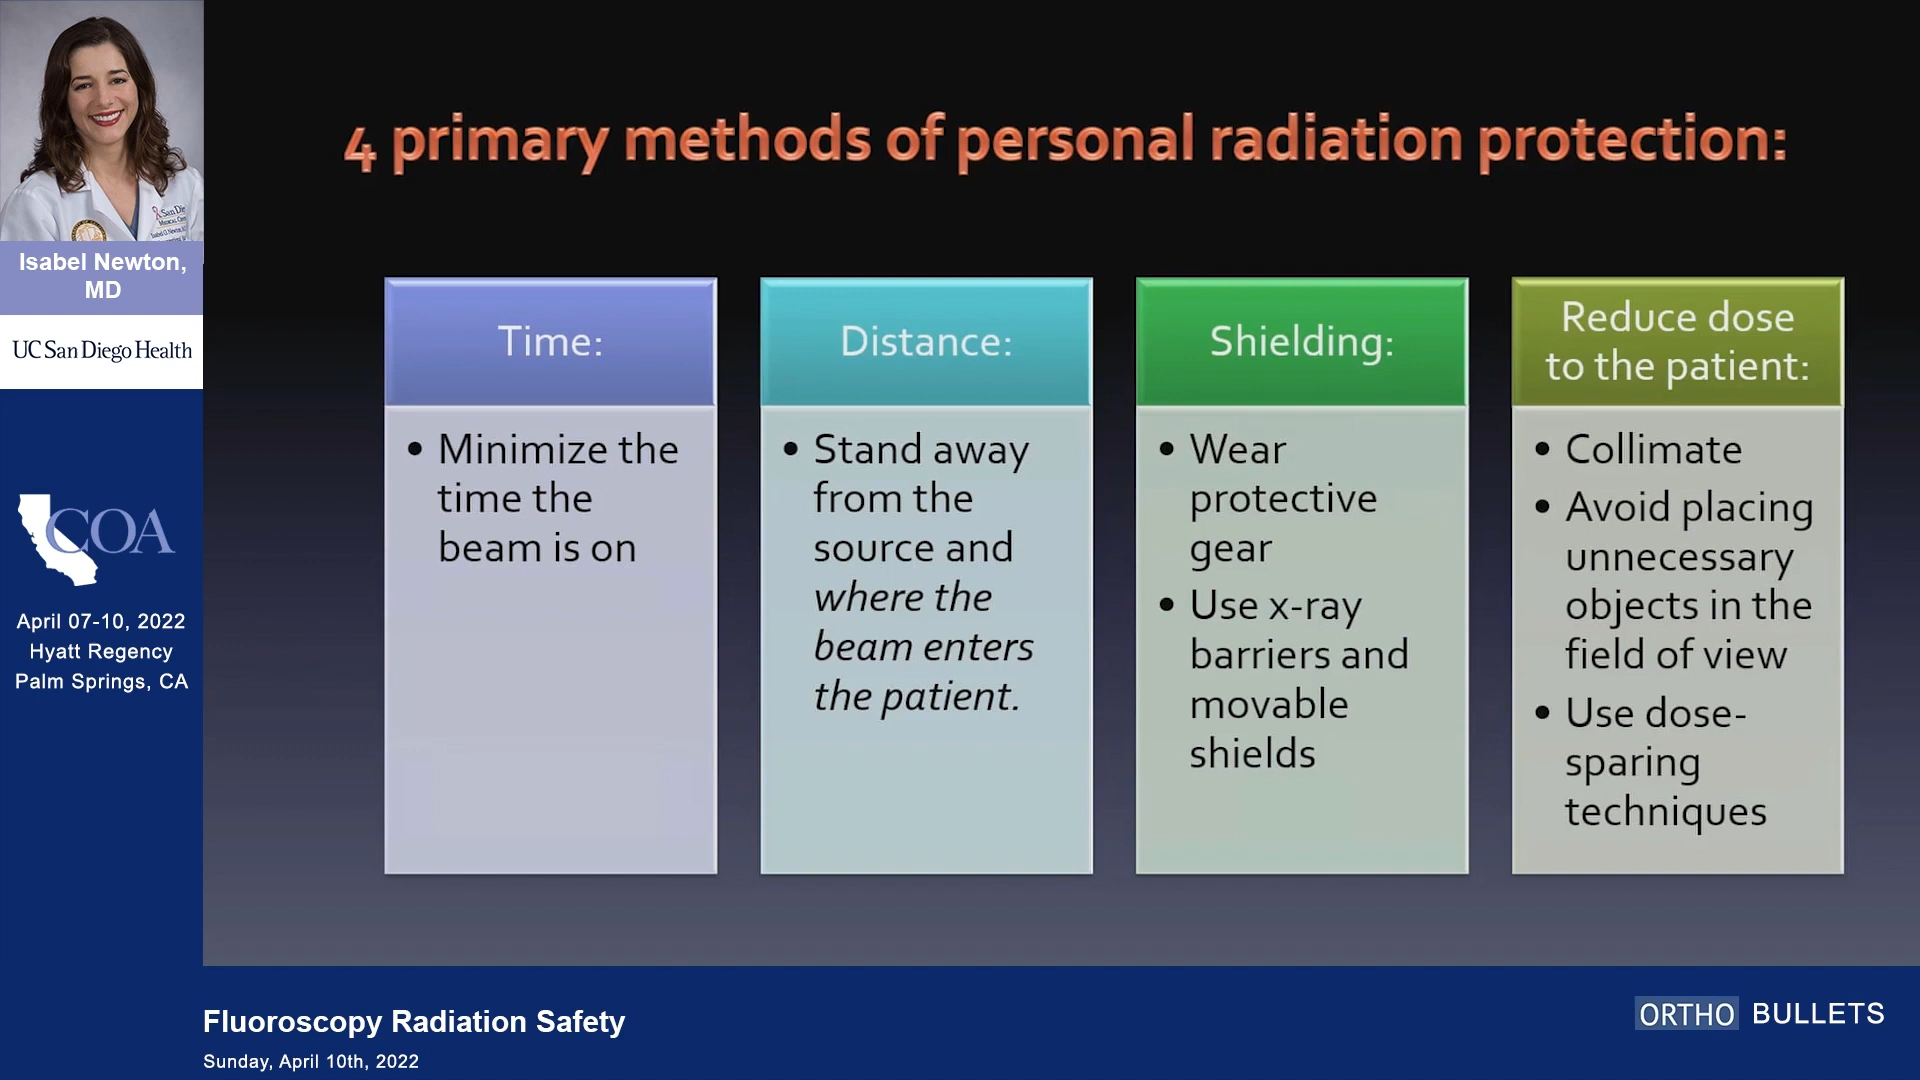 4 primary methods of personal radiation protection:
Time:
• Minimize the
time the
beam is on
Distance:
• Stand away
from the
source and
where the
beam enters
the patient.
Shielding:
• Wear
protective
gear
• Use x-ray
barriers and
movable
shields
Reduce dose
to the patient:
• Collimate
• Avoid placing
unnecessary
objects in the
field of view
• Use dose-
sparing
techniques
Isabel Newton,
MD
UC San Diego Health
COA
April 07-10, 2022
Hyatt Regency
Palm Springs, CA
Fluoroscopy Radiation Safety
Sunday, April 10th, 2022
ORTHO BULLETS